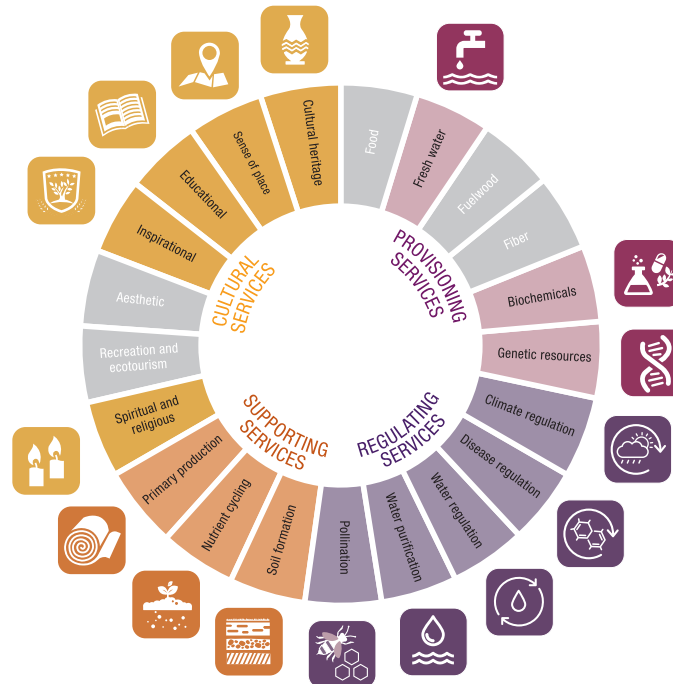 Food
Fresh water
Fuelwood
Fiber
Biochemicals
Genetic resources
Climate regulation
Disease regulation
Water regulation
Water purification
Pollination
Soil formation
Nutrient cycling
Primary production
Spiritual and
religious
Recreation and
ecotourism
Aesthetic
Inspirational
Educational
Sense of place
Cultural heritage
PROVISIONING
SERVICES
REGULATING
SERVICES
SUPPORTING
SERVICES
CULTURAL
SERVICES